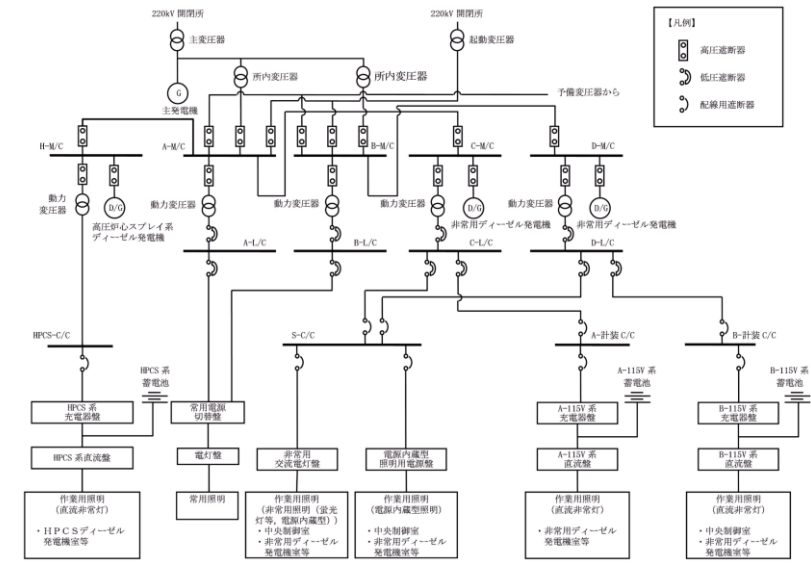 220kV 開閉所
220kV 開閉所
【凡例】
主変圧器
起動変圧器
高圧遮断器
所内変圧器
所内変圧器
低圧遮断器
G
主発電機
予備変圧器から
配線用遮断器
H-M/C
A-M/C
B-M/C
C-M/C
D-M/C
動力
変圧器
動力変圧器
動力変圧器
動力変圧器
動力変圧器
D/G
D/G
D/G
高圧炉心スプレイ系
ディーゼル発電機
非常用ディーゼル発電機
非常用ディーゼル発電機
A-L/C
B-L/C
C-L/C
D-L/C
HPCS-C/C
S-C/C
A-計装 C/C
B-計装 C/C
HPCS 系
蓄電池
A-115V 系
蓄電池
B-115V 系
蓄電池
HPCS 系
充電器盤
常用電源
切替盤
A-115V 系
充電器盤
B-115V 系
充電器盤
HPCS 系直流盤
電灯盤
非常用
交流電灯盤
電源内蔵型
照明用電源盤
A-115V 系
直流盤
B-115V 系
直流盤
作業用照明
(直流非常灯)
・HPCSディーゼル
発電機室等
常用照明
作業用照明
(非常用照明 (蛍光
灯等, 電源内蔵型))
・中央制御室
・非常用ディーゼル
発電機室等
作業用照明
(電源内蔵型照明)
・中央制御室
・非常用ディーゼル
発電機室等
作業用照明
(直流非常灯)
・非常用ディーゼル
発電機室等
作業用照明
(直流非常灯)
・中央制御室
・非常用ディーゼル
発電機室等